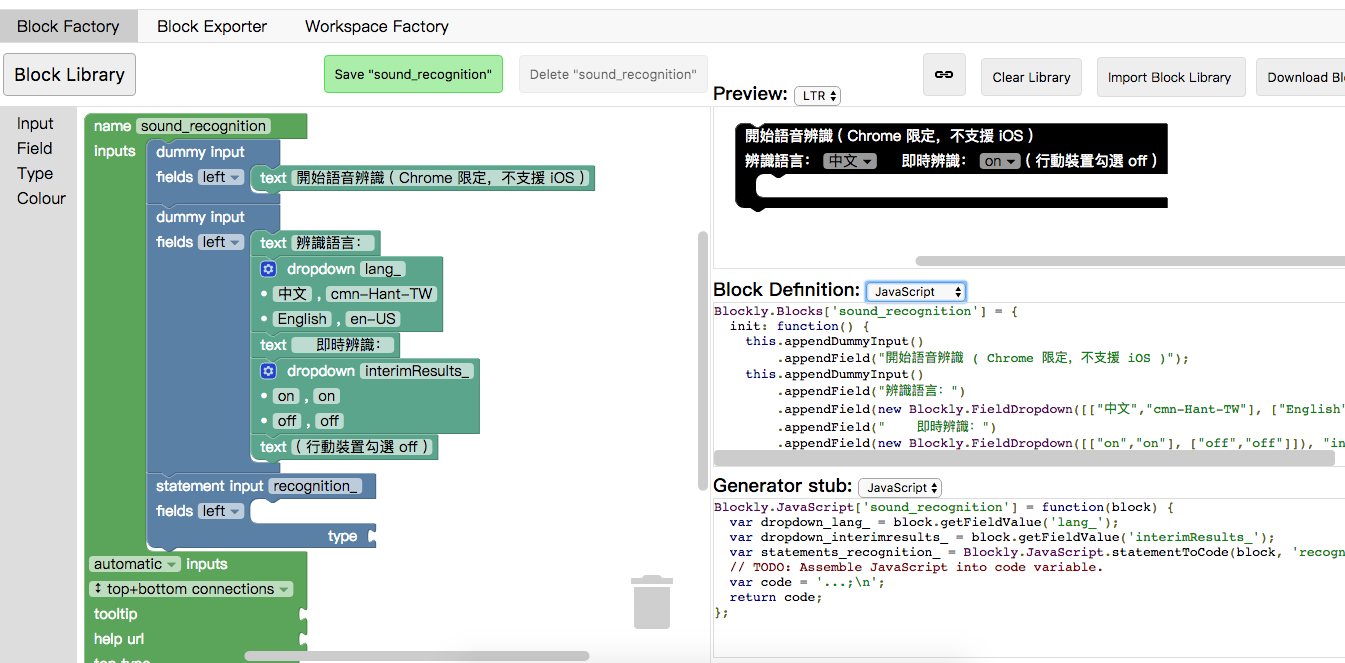 Block Factory Block Exporter Workspace Factory
Block Library Save "sound_recognition" Delete "sound_recognition" Clear Library Import Block Library Download Bl
Input
Field
Type
Colour
name sound_recognition
inputs dummy input
fields left text 開始語音辨識 ( Chrome 限定，不支援 iOS )
dummy input
fields left text 辨識語言：
dropdown lang_
• 中文 , cmn-Hant-TW
• English , en-US
text 即時辨識：
dropdown interimResults_
• on , on
• off , off
text ( 行動裝置勾選 off )
statement input recognition_
fields left
type
automatic inputs
↕ top+bottom connections
tooltip
help url
top type
Preview: LTR
開始語音辨識 ( Chrome 限定，不支援 iOS )
辨識語言： 中文 即時辨識： on ( 行動裝置勾選 off )
Block Definition: JavaScript
Blockly.Blocks['sound_recognition'] = {
init: function() {
this.appendDummyInput()
.appendField("開始語音辨識 ( Chrome 限定，不支援 iOS )");
this.appendDummyInput()
.appendField("辨識語言：")
.appendField(new Blockly.FieldDropdown([["中文","cmn-Hant-TW"], ["English"
.appendField("    即時辨識：")
.appendField(new Blockly.FieldDropdown([["on","on"], ["off","off"]]), "in
Generator stub: JavaScript
Blockly.JavaScript['sound_recognition'] = function(block) {
var dropdown_lang_ = block.getFieldValue('lang_');
var dropdown_interimresults_ = block.getFieldValue('interimResults_');
var statements_recognition_ = Blockly.JavaScript.statementToCode(block, 'recogn
// TODO: Assemble JavaScript into code variable.
var code = '...;\n';
return code;
};